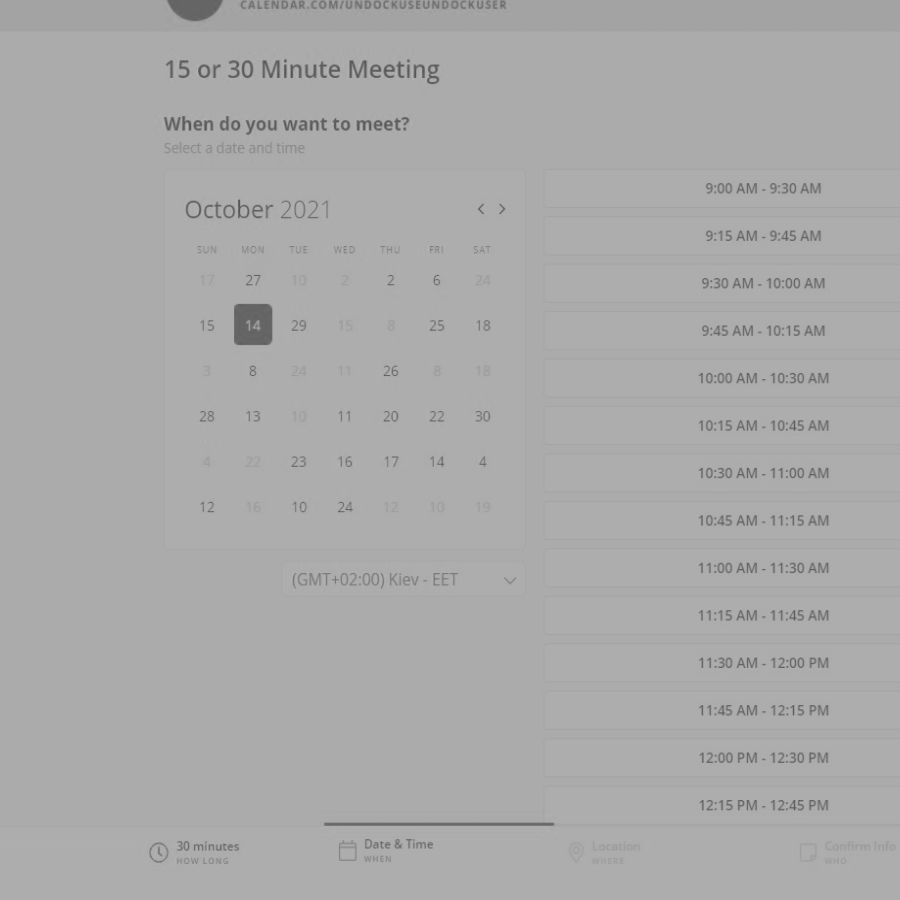 CALENDAR.COM/UNDOCKUSEUNDOCKUSER
15 or 30 Minute Meeting
When do you want to meet?
Select a date and time
October 2021
SUN MON TUE WED THU FRI SAT
17 27 10 2 2 6 24
15 14 29 15 8 25 18
3 8 24 11 26 8 18
28 13 10 11 20 22 30
4 22 23 16 17 14 4
12 16 10 24 12 10 19
(GMT+02:00) Kiev - EET
9:00 AM - 9:30 AM
9:15 AM - 9:45 AM
9:30 AM - 10:00 AM
9:45 AM - 10:15 AM
10:00 AM - 10:30 AM
10:15 AM - 10:45 AM
10:30 AM - 11:00 AM
10:45 AM - 11:15 AM
11:00 AM - 11:30 AM
11:15 AM - 11:45 AM
11:30 AM - 12:00 PM
11:45 AM - 12:15 PM
12:00 PM - 12:30 PM
12:15 PM - 12:45 PM
30 minutes
HOW LONG
Date & Time
WHEN
Location
WHERE
Confirm Info
WHO